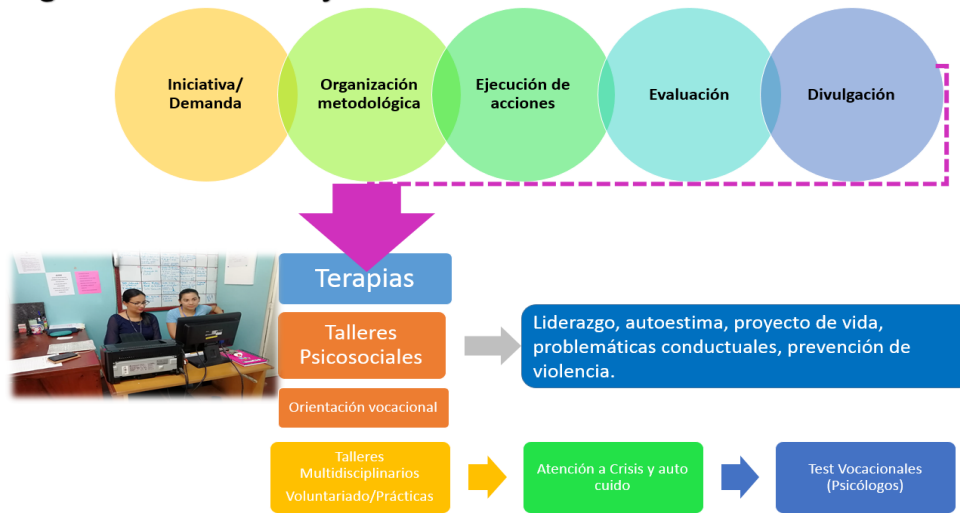 Iniciativa/
Demanda
Organización
metodológica
Ejecución de
acciones
Evaluación
Divulgación
Terapias
Talleres
Psicosociales
Liderazgo, autoestima, proyecto de vida,
problemáticas conductuales, prevención de
violencia.
Orientación vocacional
Talleres
Multidisciplinarios
Voluntariado/Prácticas
Atención a Crisis y auto
cuido
Test Vocacionales
(Psicólogos)